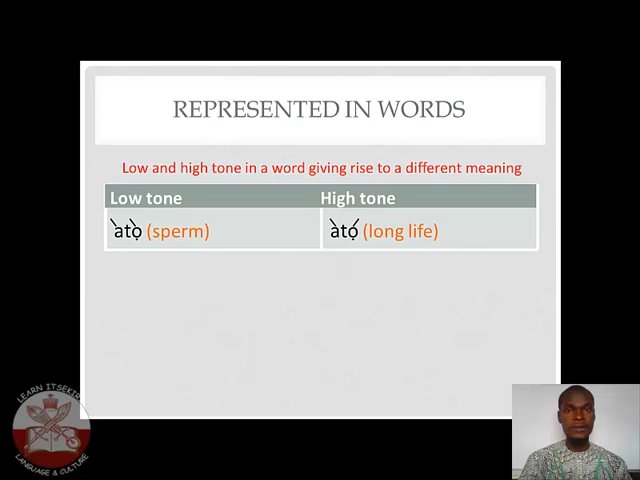 REPRESENTED IN WORDS
Low and high tone in a word giving rise to a different meaning
Low tone High tone
àtọ̀ (sperm) àtọ́ (long life)
LEARN ITSEKIRI
LANGUAGE & CULTURE